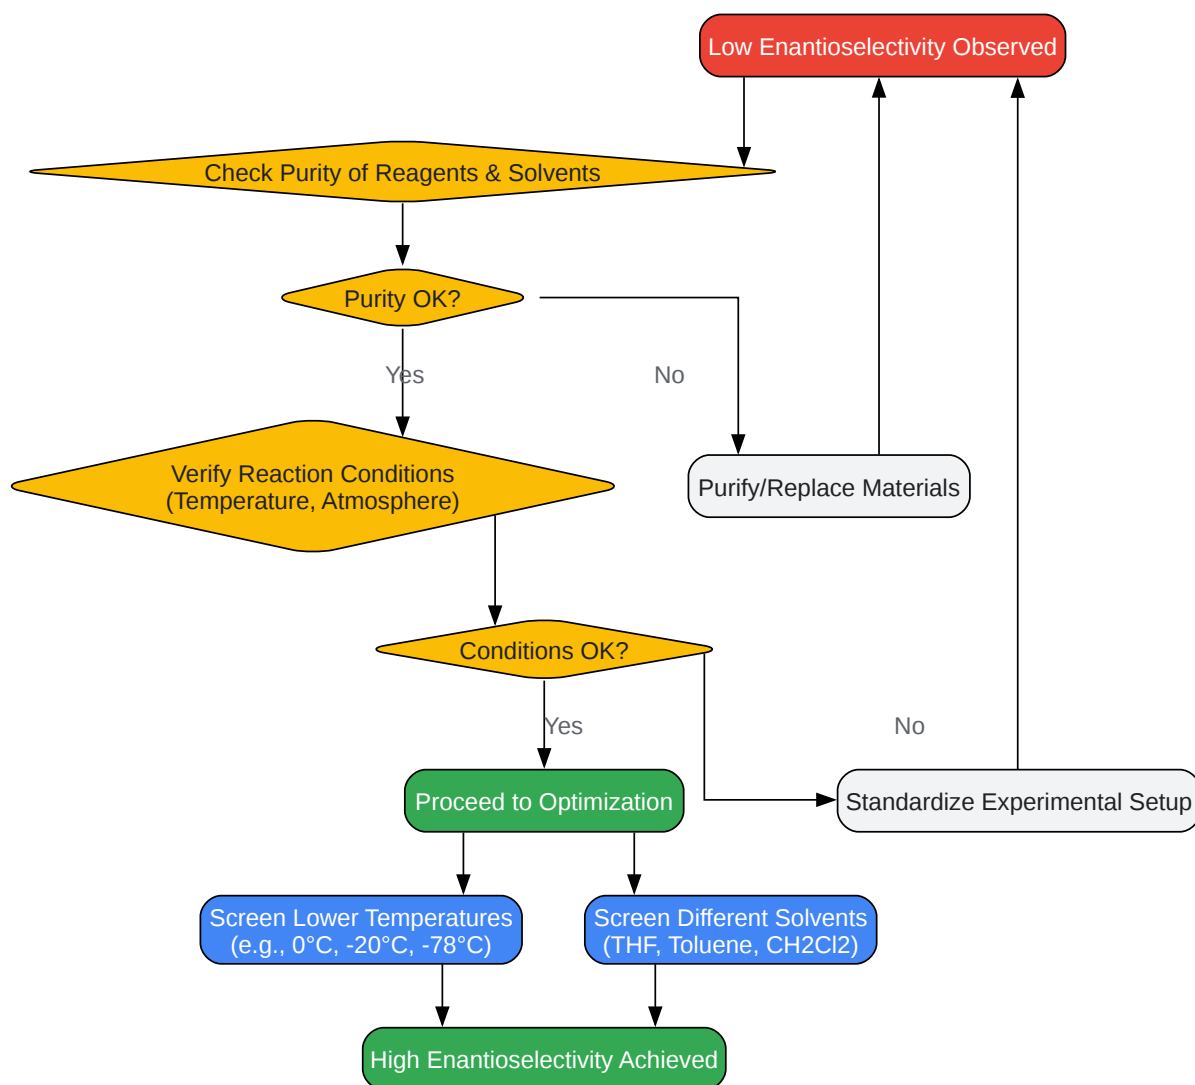 Low Enantioselectivity Observed
Check Purity of Reagents & Solvents
Purity OK?
Yes
No
Verify Reaction Conditions
(Temperature, Atmosphere)
Purify/Replace Materials
Conditions OK?
Yes
No
Proceed to Optimization
Standardize Experimental Setup
Screen Lower Temperatures
(e.g., 0°C, -20°C, -78°C)
Screen Different Solvents
(THF, Toluene, CH2Cl2)
High Enantioselectivity Achieved